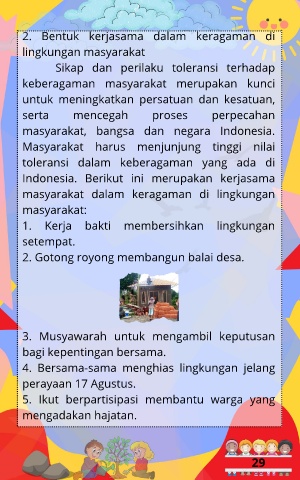 2. Bentuk kerjasama dalam keragaman di
lingkungan masyarakat
Sikap dan perilaku toleransi terhadap
keberagaman masyarakat merupakan kunci
untuk meningkatkan persatuan dan kesatuan,
serta mencegah proses perpecahan
masyarakat, bangsa dan negara Indonesia.
Masyarakat harus menjunjung tinggi nilai
toleransi dalam keberagaman yang ada di
Indonesia. Berikut ini merupakan kerjasama
masyarakat dalam keragaman di lingkungan
masyarakat:
1. Kerja bakti membersihkan lingkungan
setempat.
2. Gotong royong membangun balai desa.
3. Musyawarah untuk mengambil keputusan
bagi kepentingan bersama.
4. Bersama-sama menghias lingkungan jelang
perayaan 17 Agustus.
5. Ikut berpartisipasi membantu warga yang
mengadakan hajatan.
29